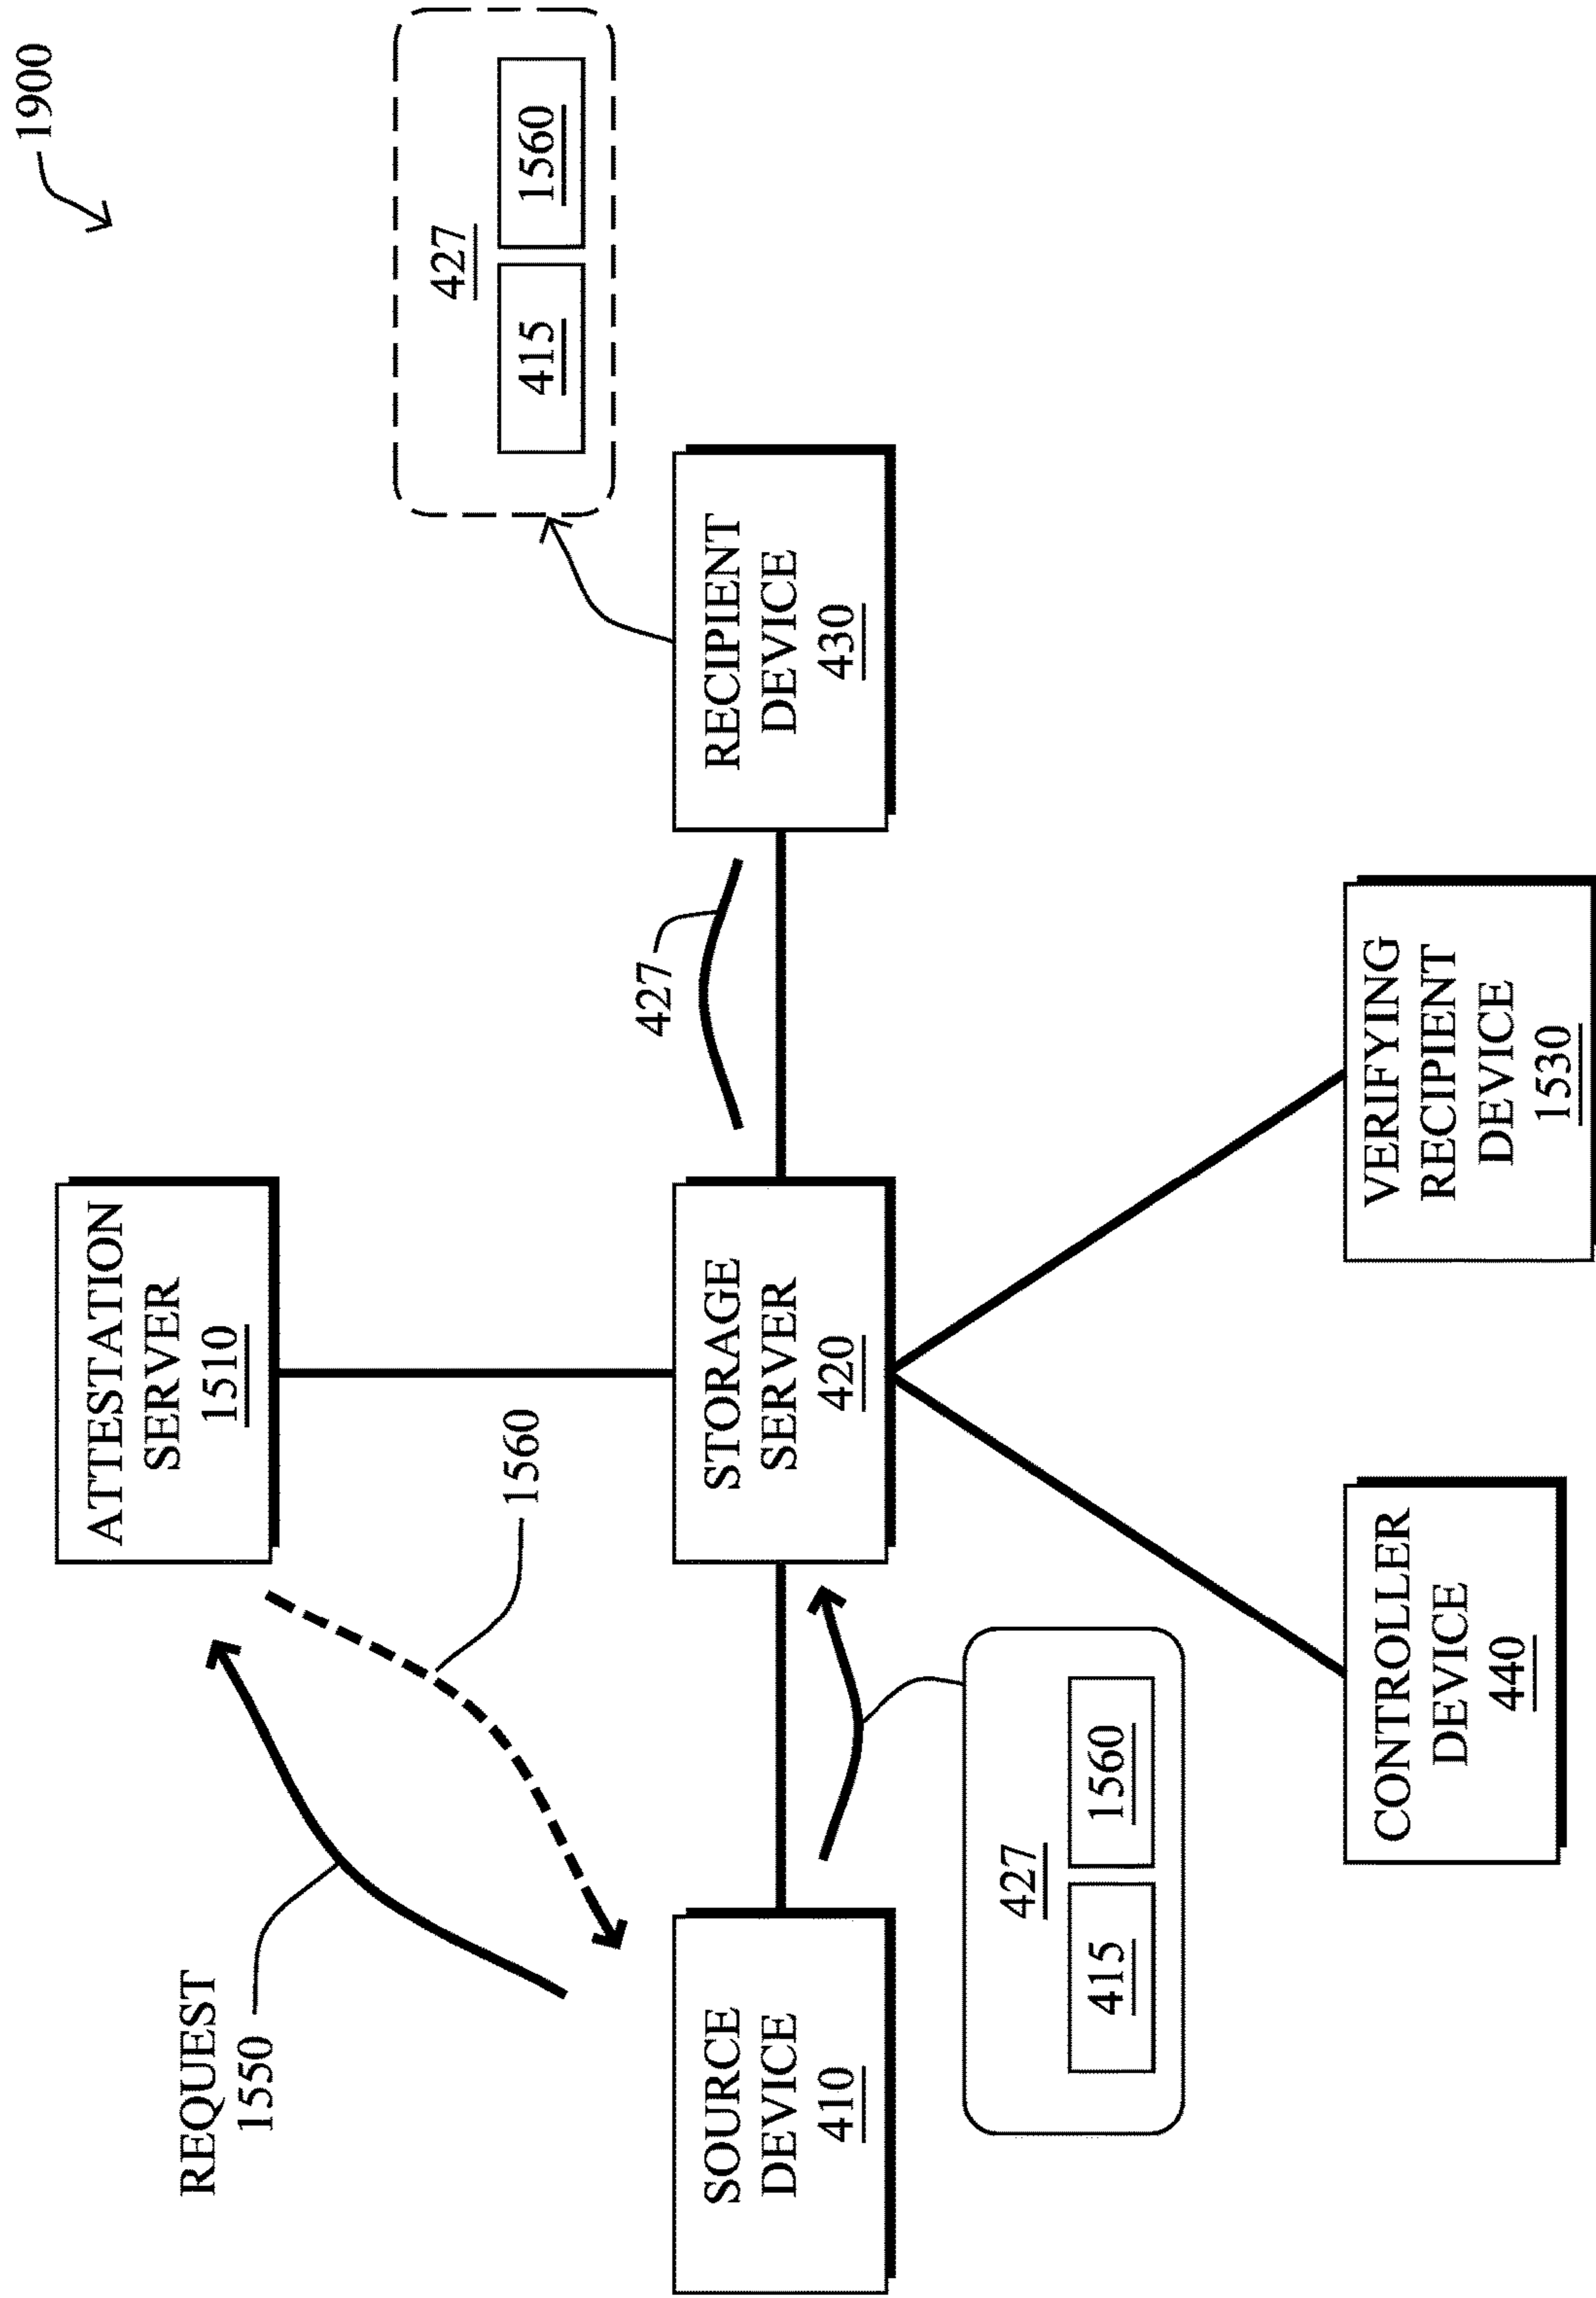 1900
ATTESTATION
SERVER
1510
REQUEST
1550
1560
427
415
1560
427
SOURCE
DEVICE
410
STORAGE
SERVER
420
RECIPIENT
DEVICE
430
427
415
1560
CONTROLLER
DEVICE
440
VERIFYING
RECIPIENT
DEVICE
1530